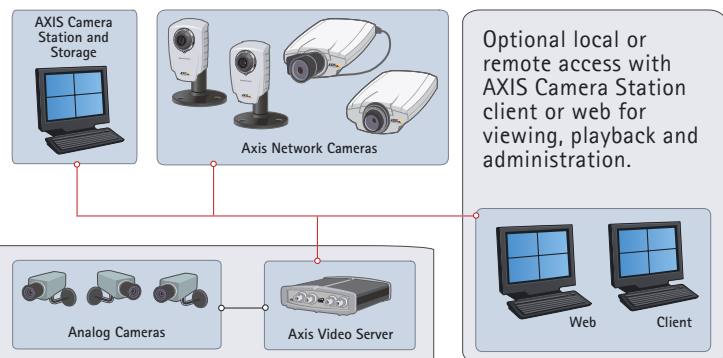 AXIS Camera
Station and
Storage
Axis Network Cameras
Optional local or
remote access with
AXIS Camera Station
client or web for
viewing, playback and
administration.
Analog Cameras
Axis Video Server
Web
Client